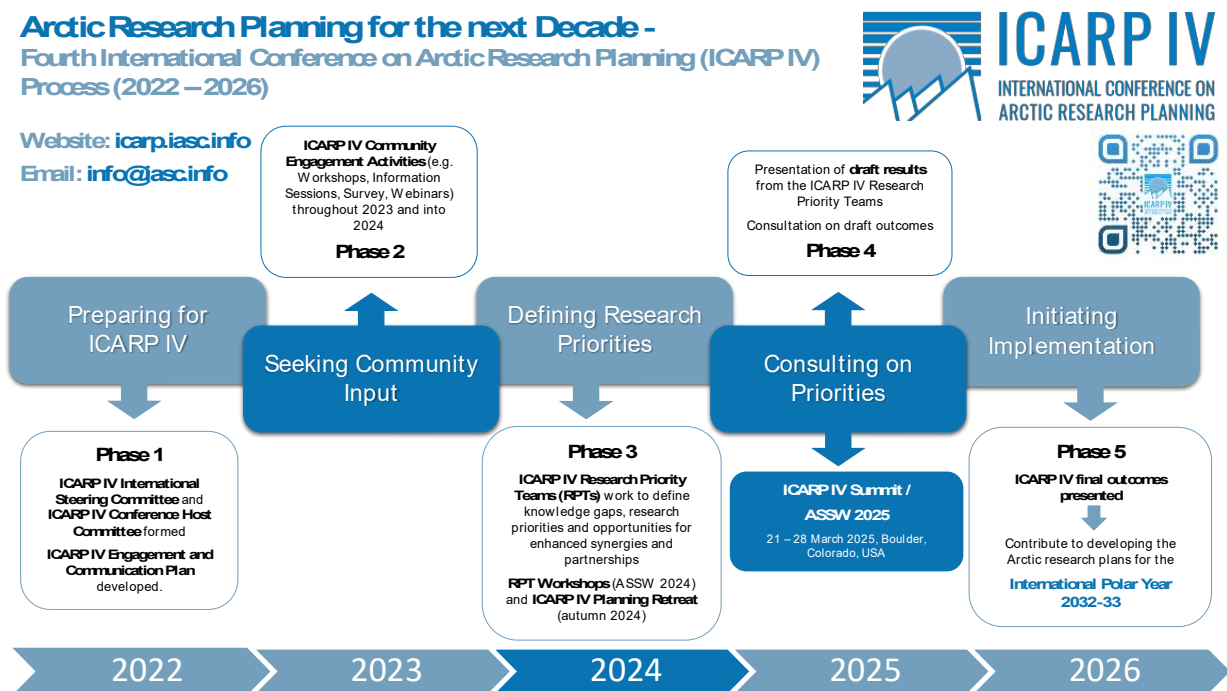 Arctic Research Planning for the next Decade -
Fourth International Conference on Arctic Research Planning (ICARP IV)
Process (2022 – 2026)
ICARP IV
INTERNATIONAL CONFERENCE ON
ARCTIC RESEARCH PLANNING
Website: icarp.iasc.info
Email: info@iasc.info
ICARP IV Community
Engagement Activities (e.g.
Workshops, Information
Sessions, Survey, Webinars)
throughout 2023 and into
2024
Phase 2
Presentation of draft results
from the ICARP IV Research
Priority Teams
Consultation on draft outcomes
Phase 4
Preparing for
ICARP IV
Seeking Community
Input
Defining Research
Priorities
Consulting on
Priorities
Initiating
Implementation
Phase 1
ICARP IV International
Steering Committee and
ICARP IV Conference Host
Committee formed
ICARP IV Engagement and
Communication Plan
developed.
Phase 3
ICARP IV Research Priority
Teams (RPTs) work to define
knowledge gaps, research
priorities and opportunities for
enhanced synergies and
partnerships
RPT Workshops (ASSW 2024)
and ICARP IV Planning Retreat
(autumn 2024)
ICARP IV Summit /
ASSW 2025
21 – 28 March 2025, Boulder,
Colorado, USA
Phase 5
ICARP IV final outcomes
presented
Contribute to developing the
Arctic research plans for the
International Polar Year
2032-33
2022
2023
2024
2025
2026